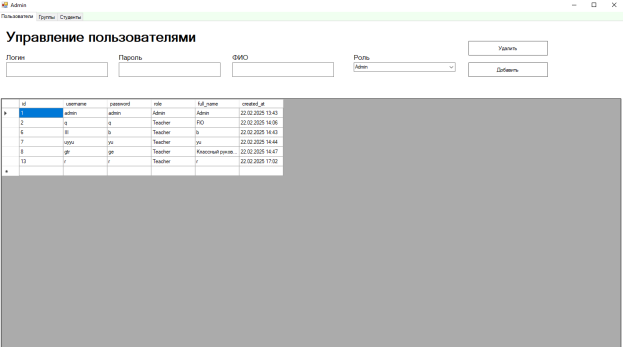 Admin
Пользователи Группы Студенты
Управление пользователями
Удалить
Логин Пароль ФИО Роль
Admin
Добавить
id username password role full_name created_at
1 admin admin Admin Admin 22.02.2025 13:43
2 q q Teacher FIO 22.02.2025 14:06
6 lll b Teacher b 22.02.2025 14:43
7 uyyu yu Teacher yu 22.02.2025 14:44
8 gtr ge Teacher Классный руков... 22.02.2025 14:47
13 r r Teacher r 22.02.2025 17:02